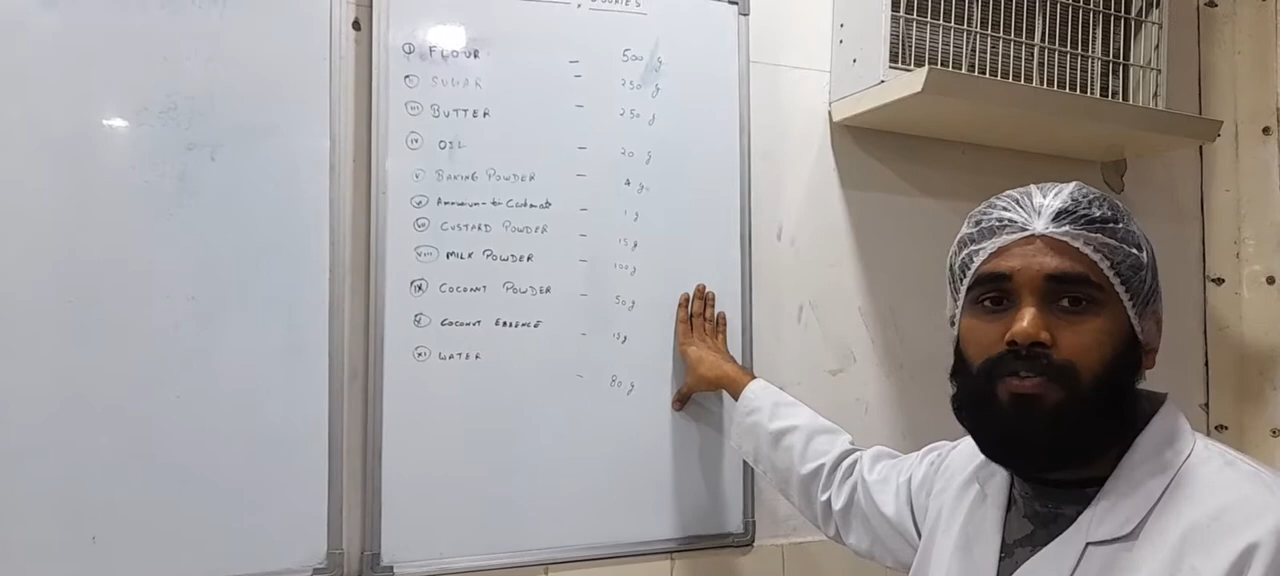 COOKIES
(I) FLOUR - 500 g
(II) SUGAR - 250 g
(III) BUTTER - 250 g
(IV) OIL - 20 g
(V) BAKING POWDER - 4 g
(VI) Ammonium-bi Carbonate - 1 g
(VII) CUSTARD POWDER - 15 g
(VIII) MILK POWDER - 100 g
(IX) COCONUT POWDER - 50 g
(X) COCONUT ESSENCE - 15 g
(XI) WATER - 80 g